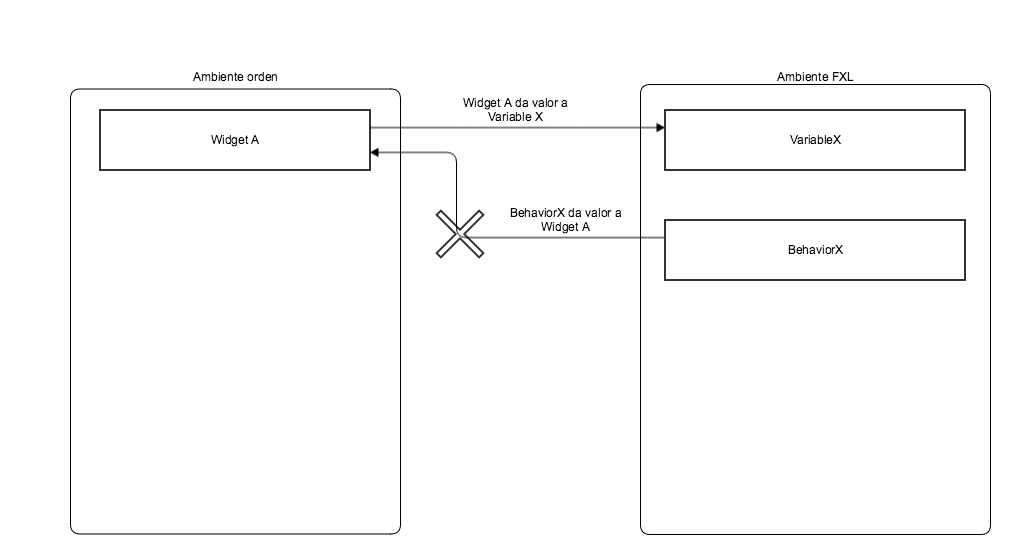 Ambiente orden
Ambiente FXL
Widget A da valor a
Variable X
Widget A
VariableX
BehaviorX da valor a
Widget A
BehaviorX